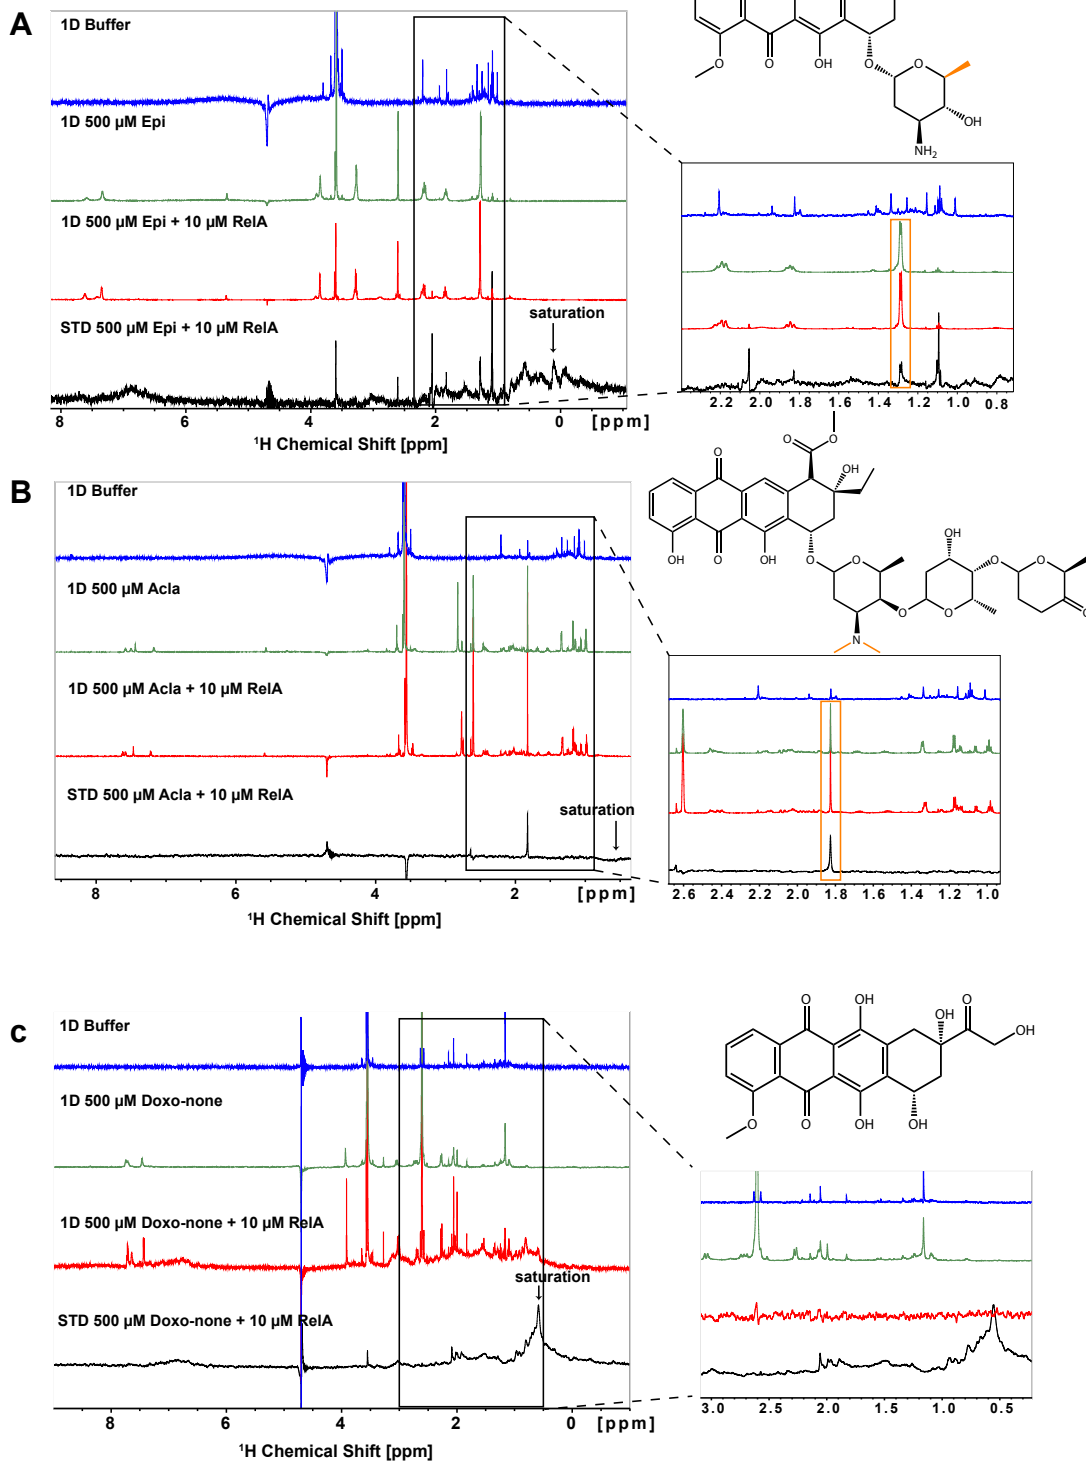 A
1D Buffer
1D 500 µM Epi
1D 500 µM Epi + 10 µM RelA
STD 500 µM Epi + 10 µM RelA
saturation
8 6 4 2 0 [ppm]
¹H Chemical Shift [ppm]
O O OH O O OH NH₂
2.2 2.0 1.8 1.6 1.4 1.2 1.0 0.8
B
1D Buffer
1D 500 µM Acla
1D 500 µM Acla + 10 µM RelA
STD 500 µM Acla + 10 µM RelA
saturation
8 6 4 2 [ppm]
¹H Chemical Shift [ppm]
O O
O OH
OH
OH O OH O O O O
N O O
2.6 2.4 2.2 2.0 1.8 1.6 1.4 1.2 1.0
c
1D Buffer
1D 500 µM Doxo-none
1D 500 µM Doxo-none + 10 µM RelA
STD 500 µM Doxo-none + 10 µM RelA
saturation
8 6 4 2 0 [ppm]
¹H Chemical Shift [ppm]
O OH OH O OH
O O OH OH
3.0 2.5 2.0 1.5 1.0 0.5